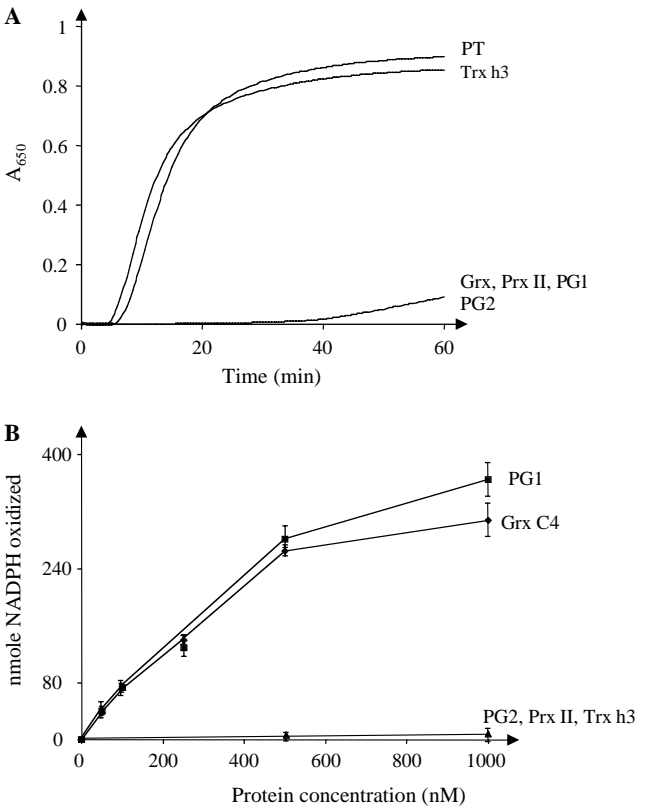 A
1
0.8
0.6
0.4
0.2
0
A650
PT
Trx h3
Grx, Prx II, PG1
PG2
0 20 40 60
Time (min)
B
400
240
80
0
nmole NADPH oxidized
PG1
Grx C4
PG2, Prx II, Trx h3
0 200 400 600 800 1000
Protein concentration (nM)